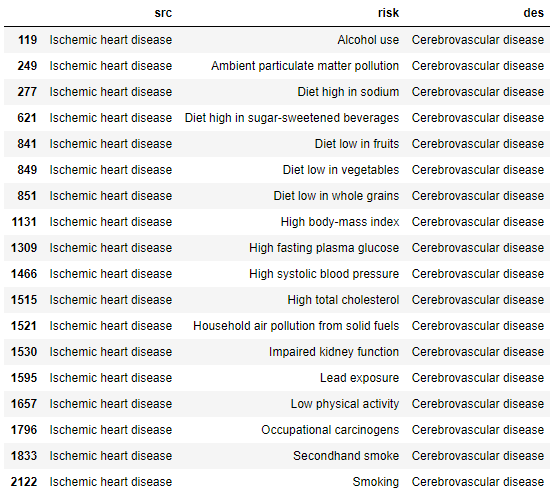 src risk des
119 Ischemic heart disease Alcohol use Cerebrovascular disease
249 Ischemic heart disease Ambient particulate matter pollution Cerebrovascular disease
277 Ischemic heart disease Diet high in sodium Cerebrovascular disease
621 Ischemic heart disease Diet high in sugar-sweetened beverages Cerebrovascular disease
841 Ischemic heart disease Diet low in fruits Cerebrovascular disease
849 Ischemic heart disease Diet low in vegetables Cerebrovascular disease
851 Ischemic heart disease Diet low in whole grains Cerebrovascular disease
1131 Ischemic heart disease High body-mass index Cerebrovascular disease
1309 Ischemic heart disease High fasting plasma glucose Cerebrovascular disease
1466 Ischemic heart disease High systolic blood pressure Cerebrovascular disease
1515 Ischemic heart disease High total cholesterol Cerebrovascular disease
1521 Ischemic heart disease Household air pollution from solid fuels Cerebrovascular disease
1530 Ischemic heart disease Impaired kidney function Cerebrovascular disease
1595 Ischemic heart disease Lead exposure Cerebrovascular disease
1657 Ischemic heart disease Low physical activity Cerebrovascular disease
1796 Ischemic heart disease Occupational carcinogens Cerebrovascular disease
1833 Ischemic heart disease Secondhand smoke Cerebrovascular disease
2122 Ischemic heart disease Smoking Cerebrovascular disease